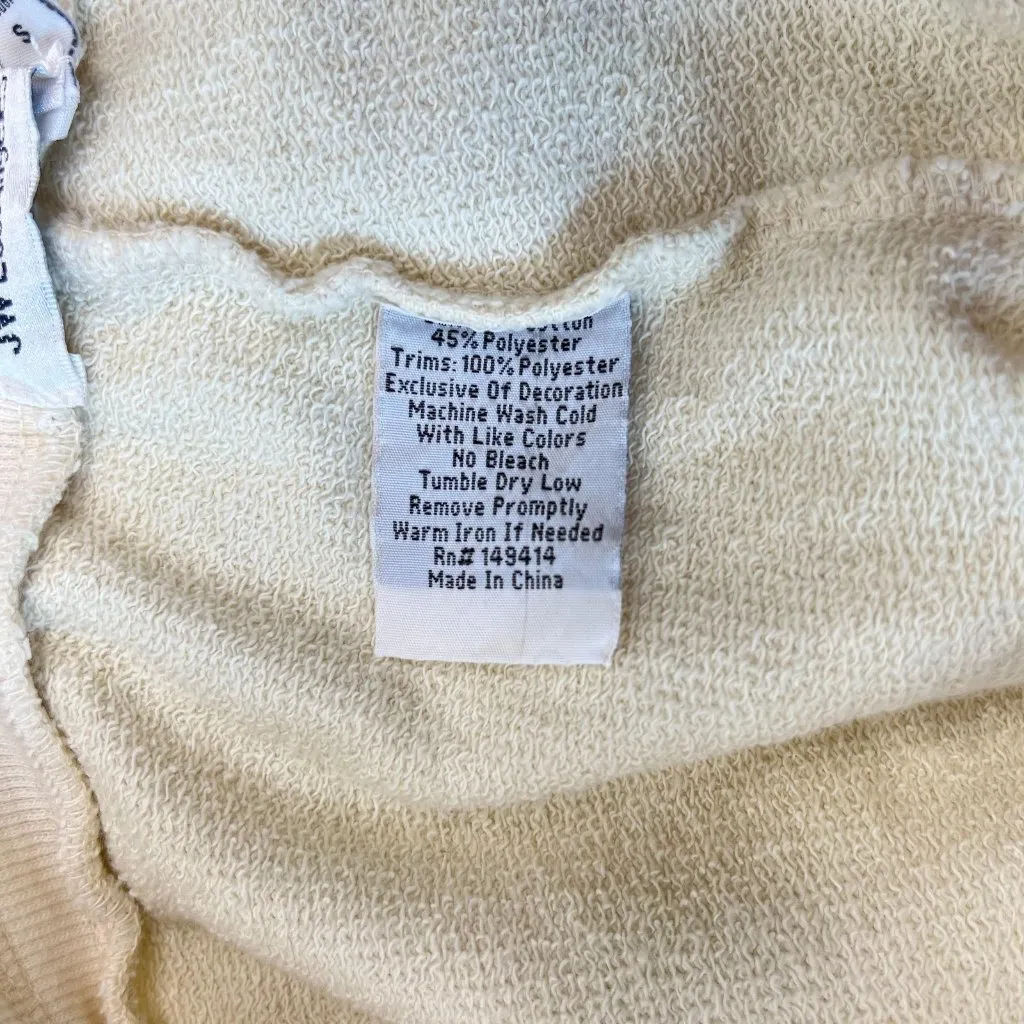 S
45% Polyester
Trims: 100% Polyester
Exclusive Of Decoration
Machine Wash Cold
With Like Colors
No Bleach
Tumble Dry Low
Remove Promptly
Warm Iron If Needed
Rn# 149414
Made In China